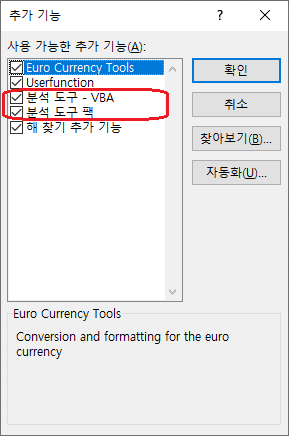 추가 기능
사용 가능한 추가 기능(A):
Euro Currency Tools
Userfunction
분석 도구 - VBA
분석 도구 팩
해 찾기 추가 기능
확인
취소
찾아보기(B)...
자동화(U)...
Euro Currency Tools
Conversion and formatting for the euro
currency